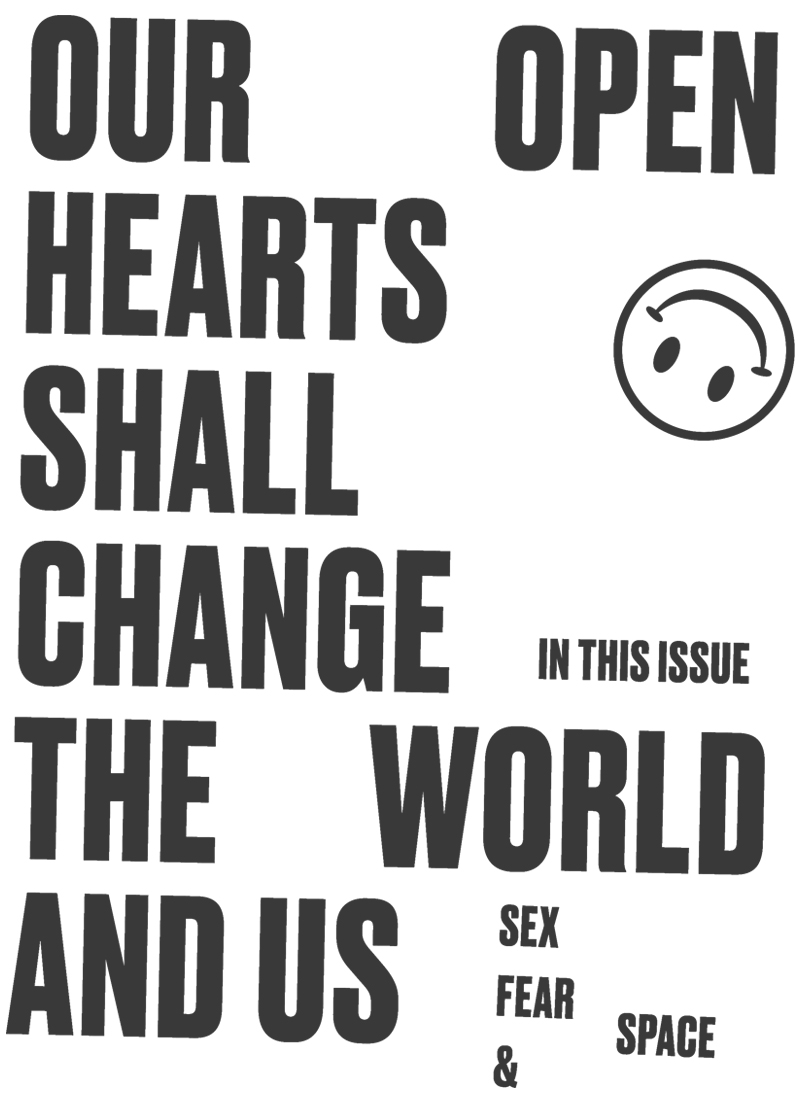 OUR OPEN
HEARTS
SHALL
CHANGE
IN THIS ISSUE
THE WORLD
AND US
SEX
FEAR
SPACE
&